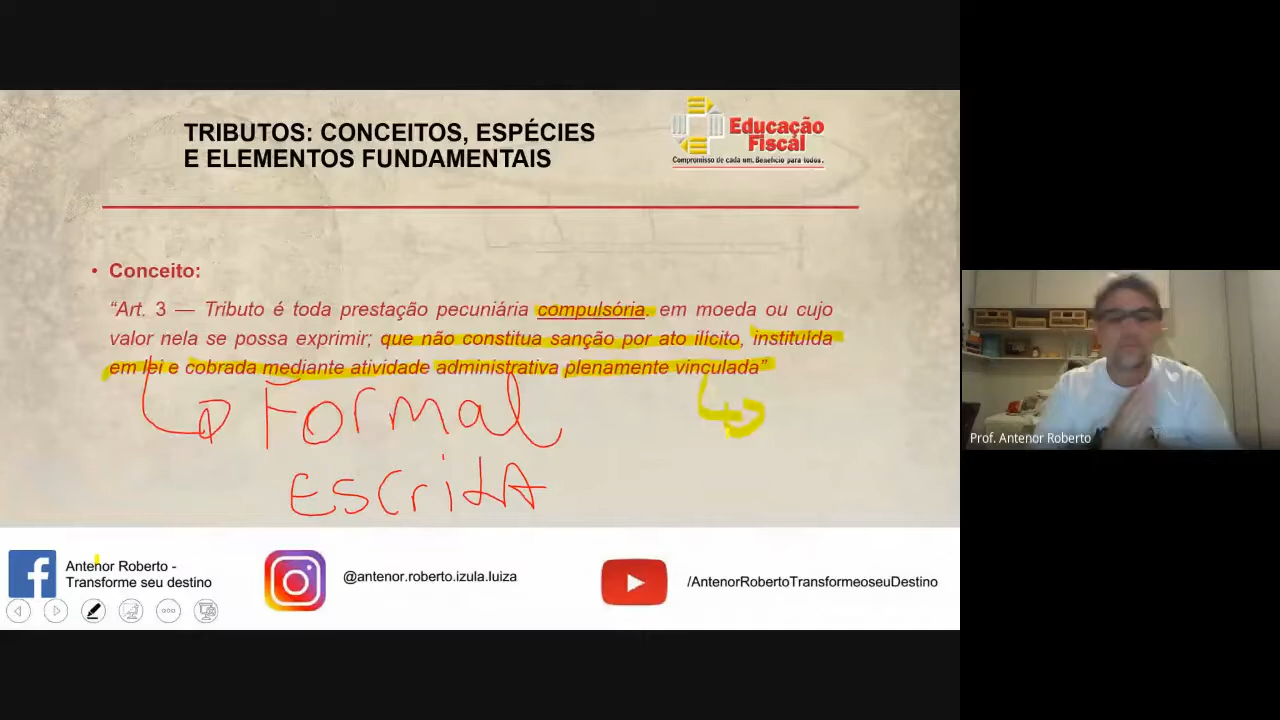 TRIBUTOS: CONCEITOS, ESPÉCIES
E ELEMENTOS FUNDAMENTAIS
Educação
Fiscal
Compromisso de cada um. Benefício para todos.
• Conceito:
“Art. 3 — Tributo é toda prestação pecuniária compulsória. em moeda ou cujo
valor nela se possa exprimir; que não constitua sanção por ato ilícito, instituída
em lei e cobrada mediante atividade administrativa plenamente vinculada”
Formal
Escrita
Prof. Antenor Roberto
Antenor Roberto -
Transforme seu destino
@antenor.roberto.izula.luiza
/AntenorRobertoTransformeoseuDestino